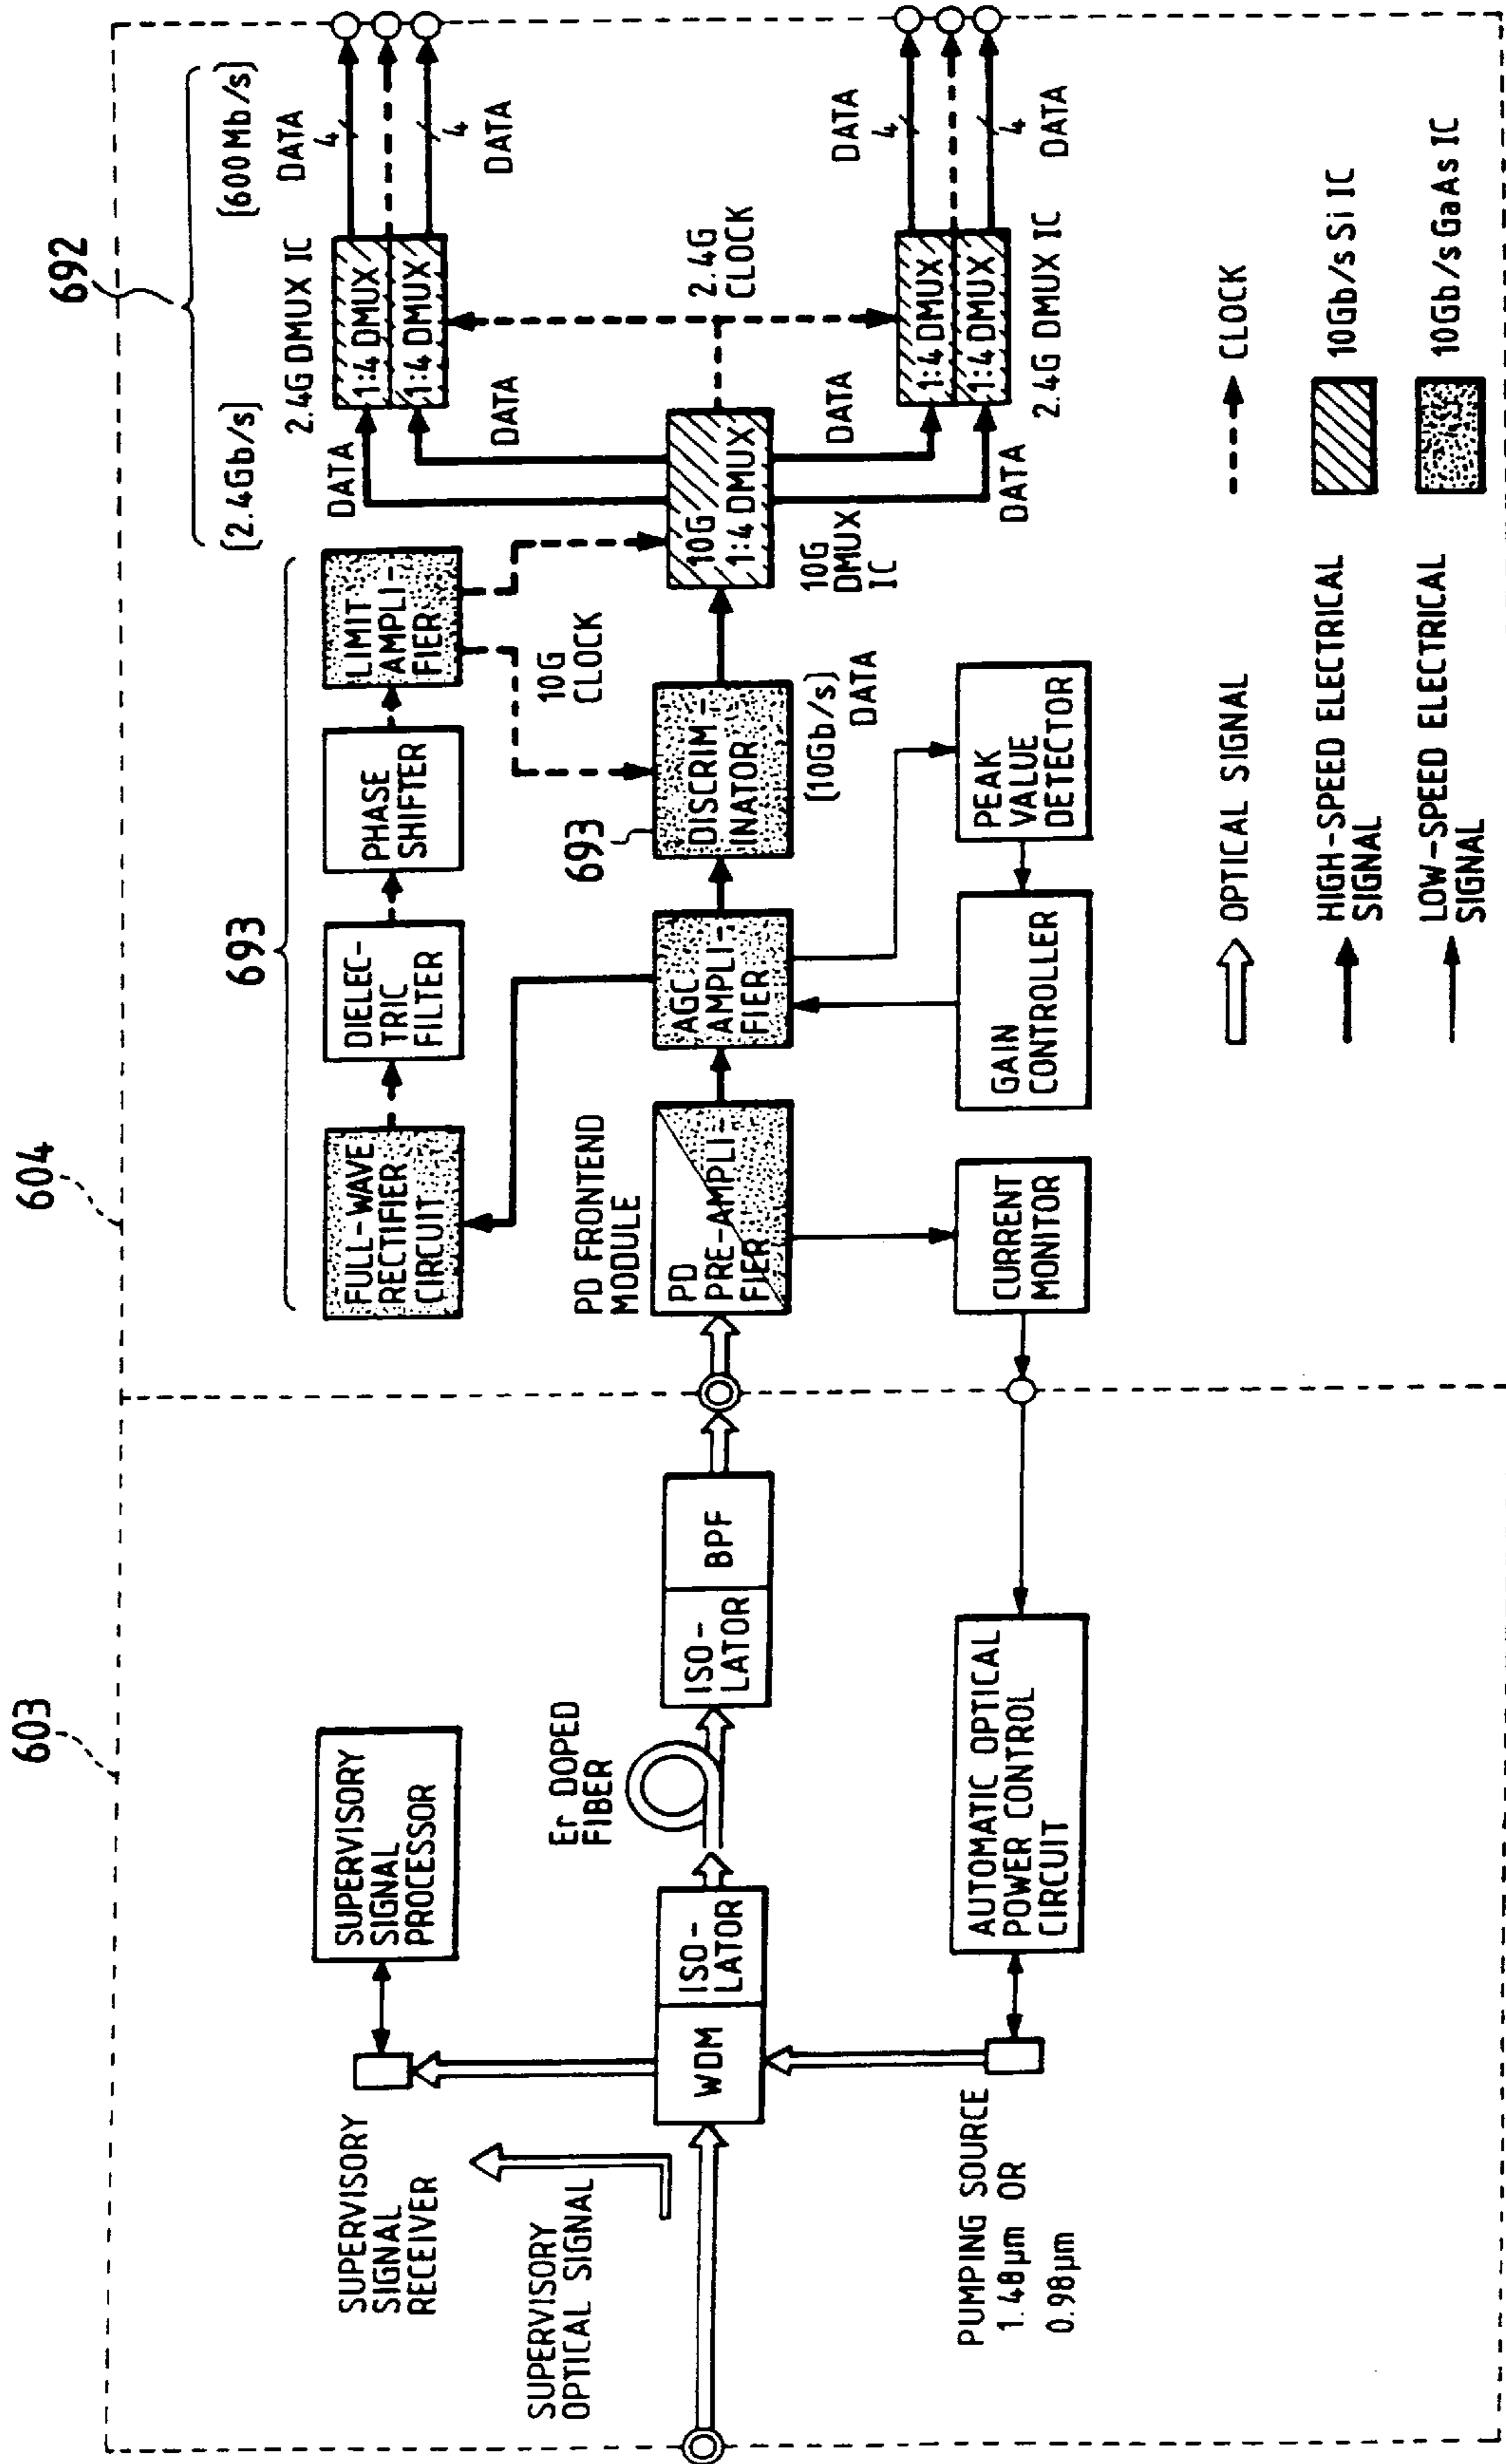 603
604
692
693
[2.4Gb/s]
[600Mb/s]
SUPERVISORY
SIGNAL
RECEIVER
SUPERVISORY
SIGNAL
PROCESSOR
SUPERVISORY
OPTICAL SIGNAL
WDM
ISO-
LATOR
Er DOPED
FIBER
ISO-
LATOR
BPF
PUMPING SOURCE
1.48μm OR
0.98μm
AUTOMATIC OPTICAL
POWER CONTROL
CIRCUIT
FULL-WAVE
RECTIFIER
CIRCUIT
DIELEC-
TRIC
FILTER
PHASE
SHIFTER
LIMIT
AMPLI-
FIER
10G
CLOCK
PD FRONTEND
MODULE
PD
PRE-AMPLI-
FIER
AGC
AMPLI-
FIER
693
DISCRIM-
INATOR
[10Gb/s]
DATA
10G
1:4 DMUX
10G
DMUX
IC
CURRENT
MONITOR
GAIN
CONTROLLER
PEAK
VALUE
DETECTOR
2.4G DMUX IC
1:4 DMUX
1:4 DMUX
DATA
DATA
DATA
4
4
DATA
2.4G
CLOCK
DATA
DATA
1:4 DMUX
1:4 DMUX
2.4G DMUX IC
DATA
4
4
DATA
OPTICAL SIGNAL
HIGH-SPEED ELECTRICAL
SIGNAL
LOW-SPEED ELECTRICAL
SIGNAL
CLOCK
10Gb/s Si IC
10Gb/s GaAs IC